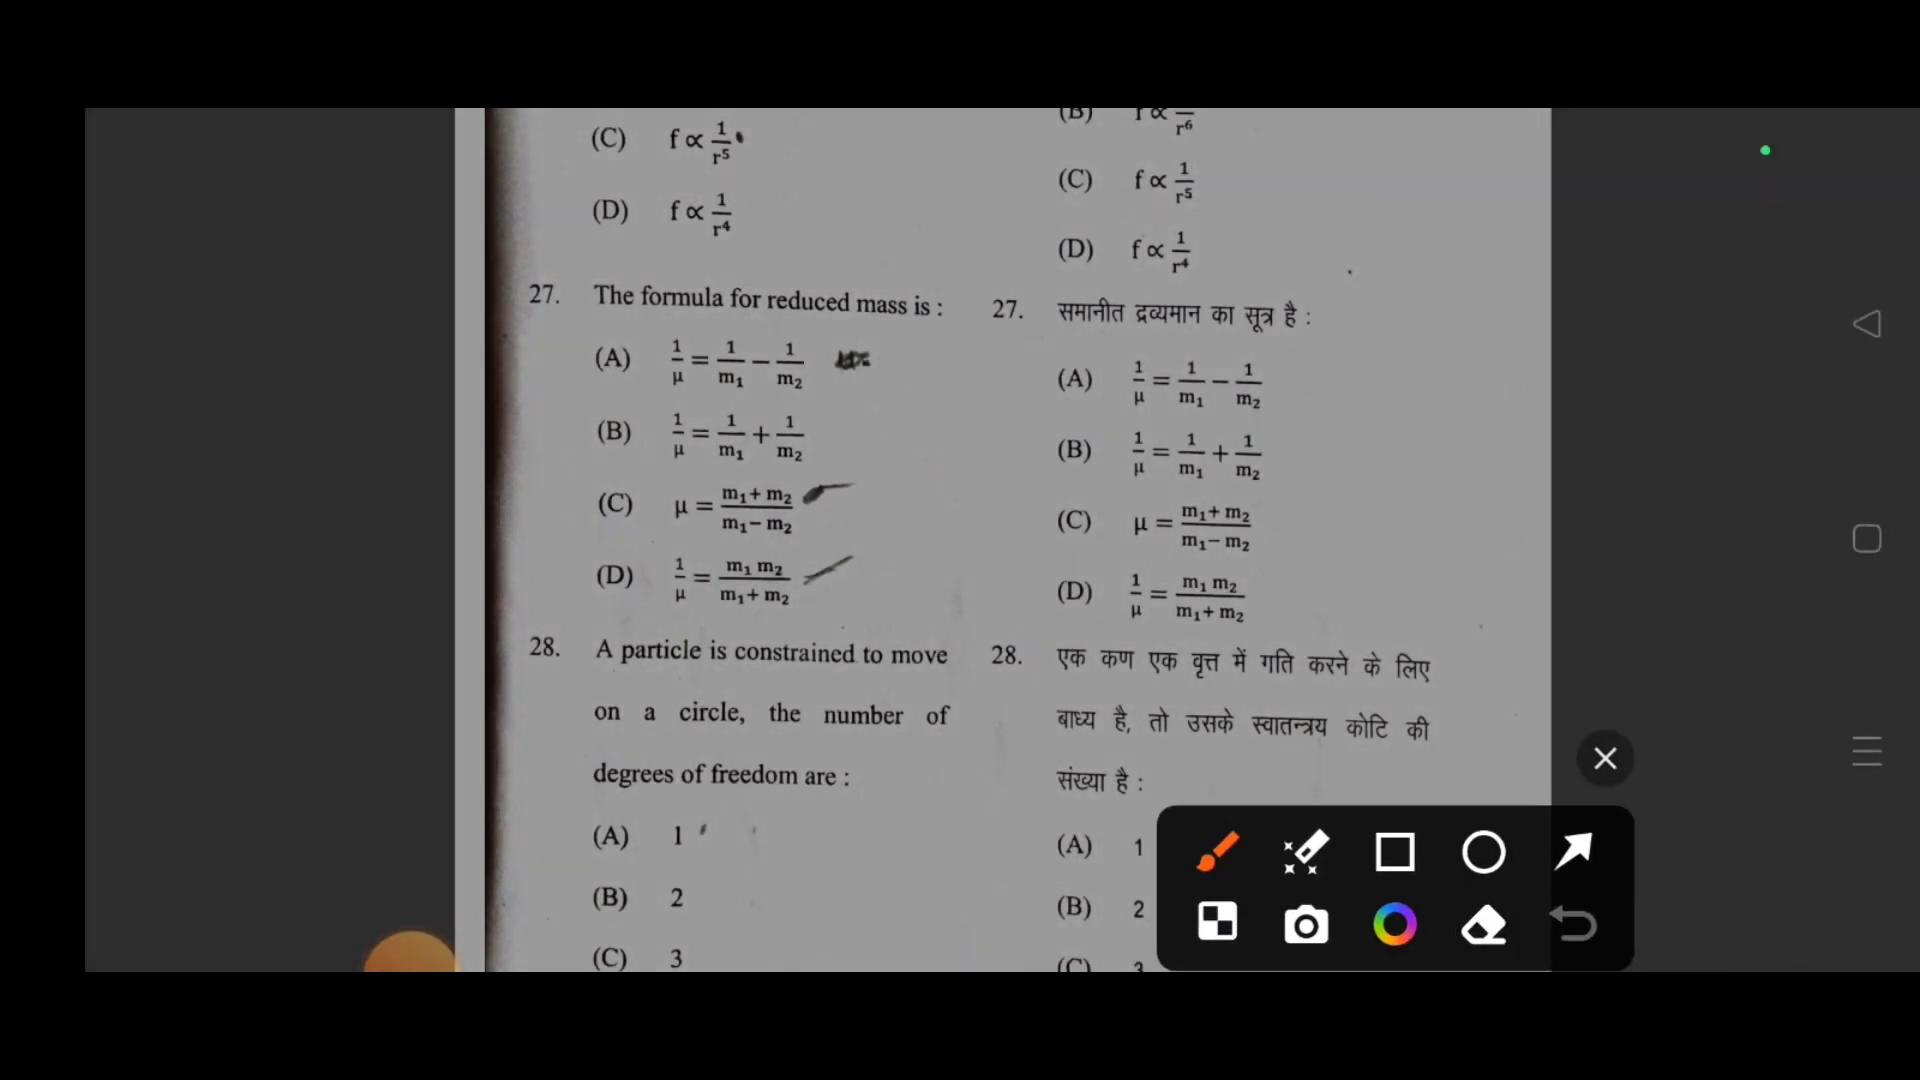 (C) f ∝ 1/r⁵
(D) f ∝ 1/r⁴
27. The formula for reduced mass is :
(A) 1/μ = 1/m₁ − 1/m₂
(B) 1/μ = 1/m₁ + 1/m₂
(C) μ = (m₁+ m₂)/(m₁− m₂)
(D) 1/μ = (m₁ m₂)/(m₁+ m₂)
28. A particle is constrained to move
on a circle, the number of
degrees of freedom are :
(A) 1
(B) 2
(C) 3
(B) f ∝ 1/r⁶
(C) f ∝ 1/r⁵
(D) f ∝ 1/r⁴
27. समानीत द्रव्यमान का सूत्र है :
(A) 1/μ = 1/m₁ − 1/m₂
(B) 1/μ = 1/m₁ + 1/m₂
(C) μ = (m₁+ m₂)/(m₁− m₂)
(D) 1/μ = (m₁ m₂)/(m₁+ m₂)
28. एक कण एक वृत्त में गति करने के लिए
बाध्य है, तो उसके स्वातन्त्रय कोटि की
संख्या है :
(A) 1
(B) 2
(C) 3